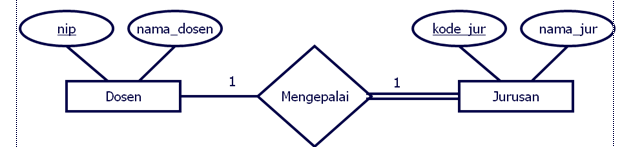 nip
nama_dosen
kode_jur
nama_jur
1
1
Dosen
Mengepalai
Jurusan